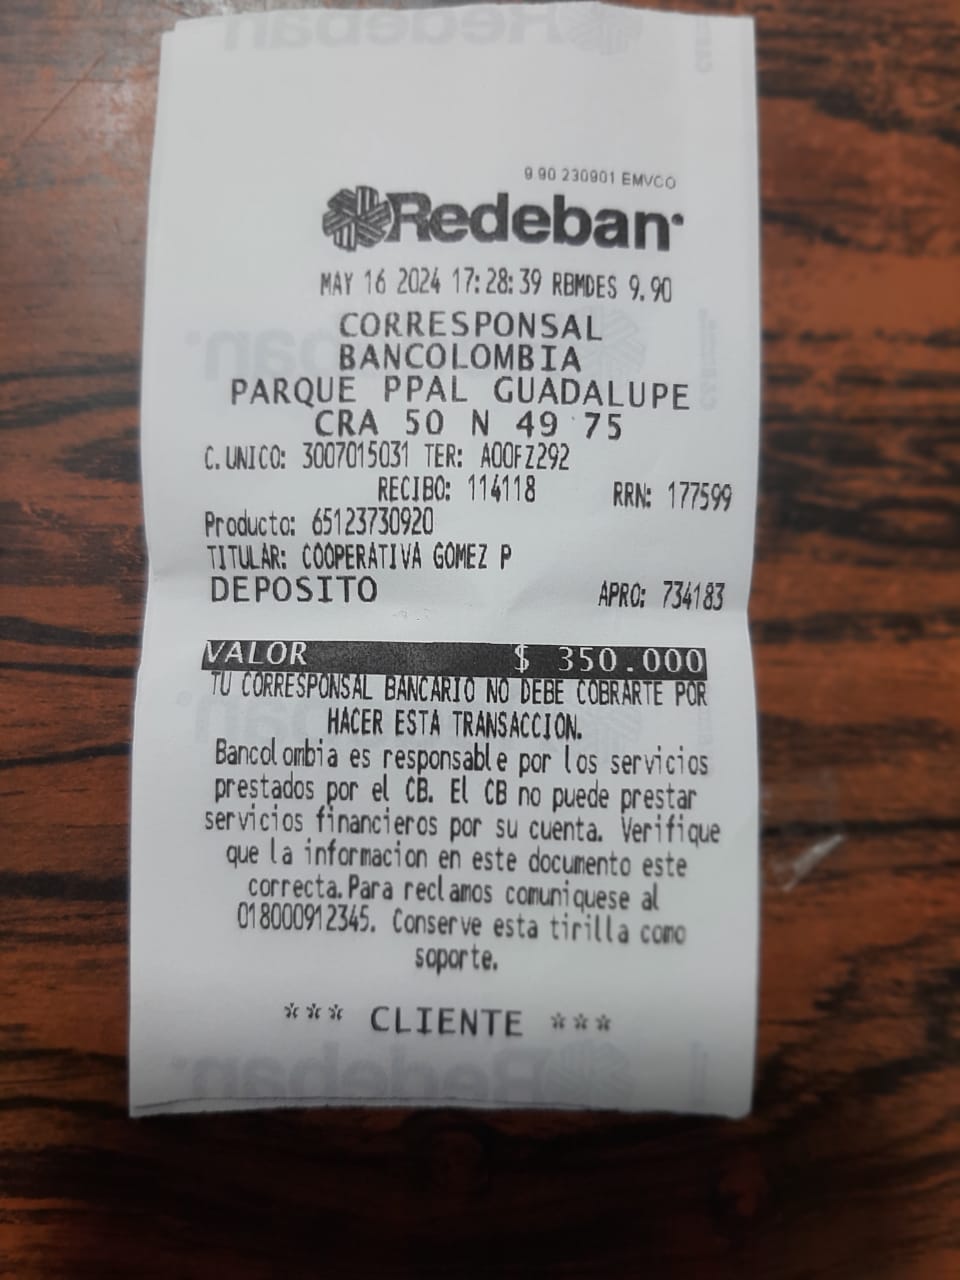 9.90 230901 EMVCO
Redeban
MAY 16 2024 17:28:39 RBMDES 9.90
CORRESPONSAL
BANCOLOMBIA
PARQUE PPAL GUADALUPE
CRA 50 N 49 75
C.UNICO: 3007015031 TER: A00FZ292
RECIBO: 114118 RRN: 177599
Producto: 65123730920
TITULAR: COOPERATIVA GOMEZ P
DEPOSITO APRO: 734183
VALOR $ 350.000
TU CORRESPONSAL BANCARIO NO DEBE COBRARTE POR
HACER ESTA TRANSACCION.
Bancolombia es responsable por los servicios
prestados por el CB. El CB no puede prestar
servicios financieros por su cuenta. Verifique
que la informacion en este documento este
correcta.Para reclamos comuniquese al
018000912345. Conserve esta tirilla como
soporte.
*** CLIENTE ***